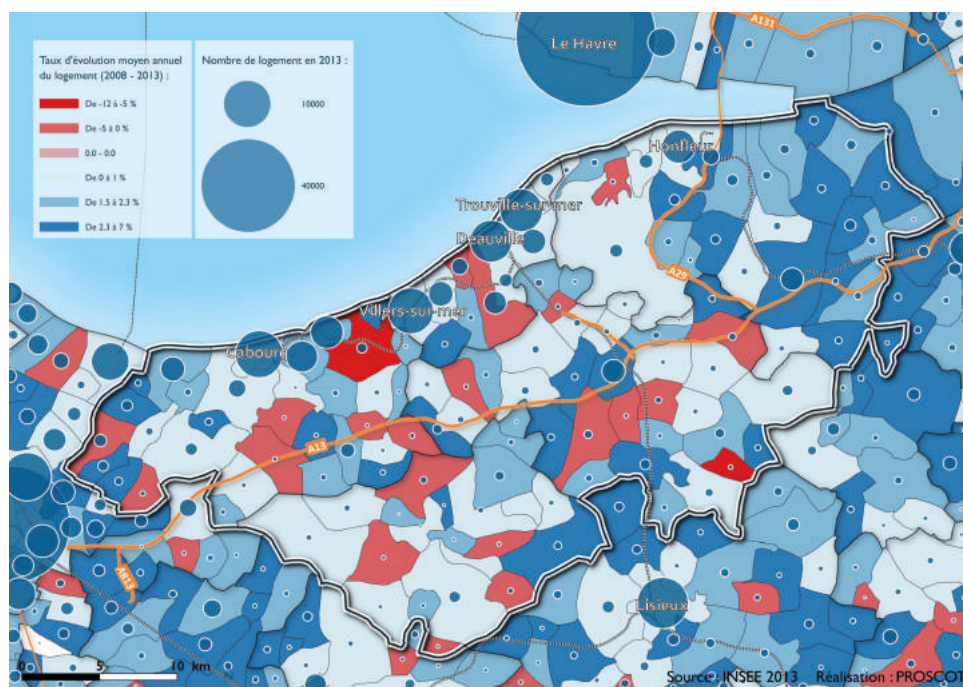 Taux d'évolution moyen annuel
du logement (2008 - 2013) :
De -12 à -5 %
De -5 à 0 %
0.0 - 0.0
De 0 à 1 %
De 1.5 à 2.3 %
De 2.3 à 7 %
Nombre de logement en 2013 :
10000
40000
A131
Le Havre
Honfleur
Trouville-sur-mer
Deauville
A29
Villers-sur-mer
Cabourg
A13
A813
Lisieux
0 5 10 km
Source : INSEE 2013 Réalisation : PROSCOT